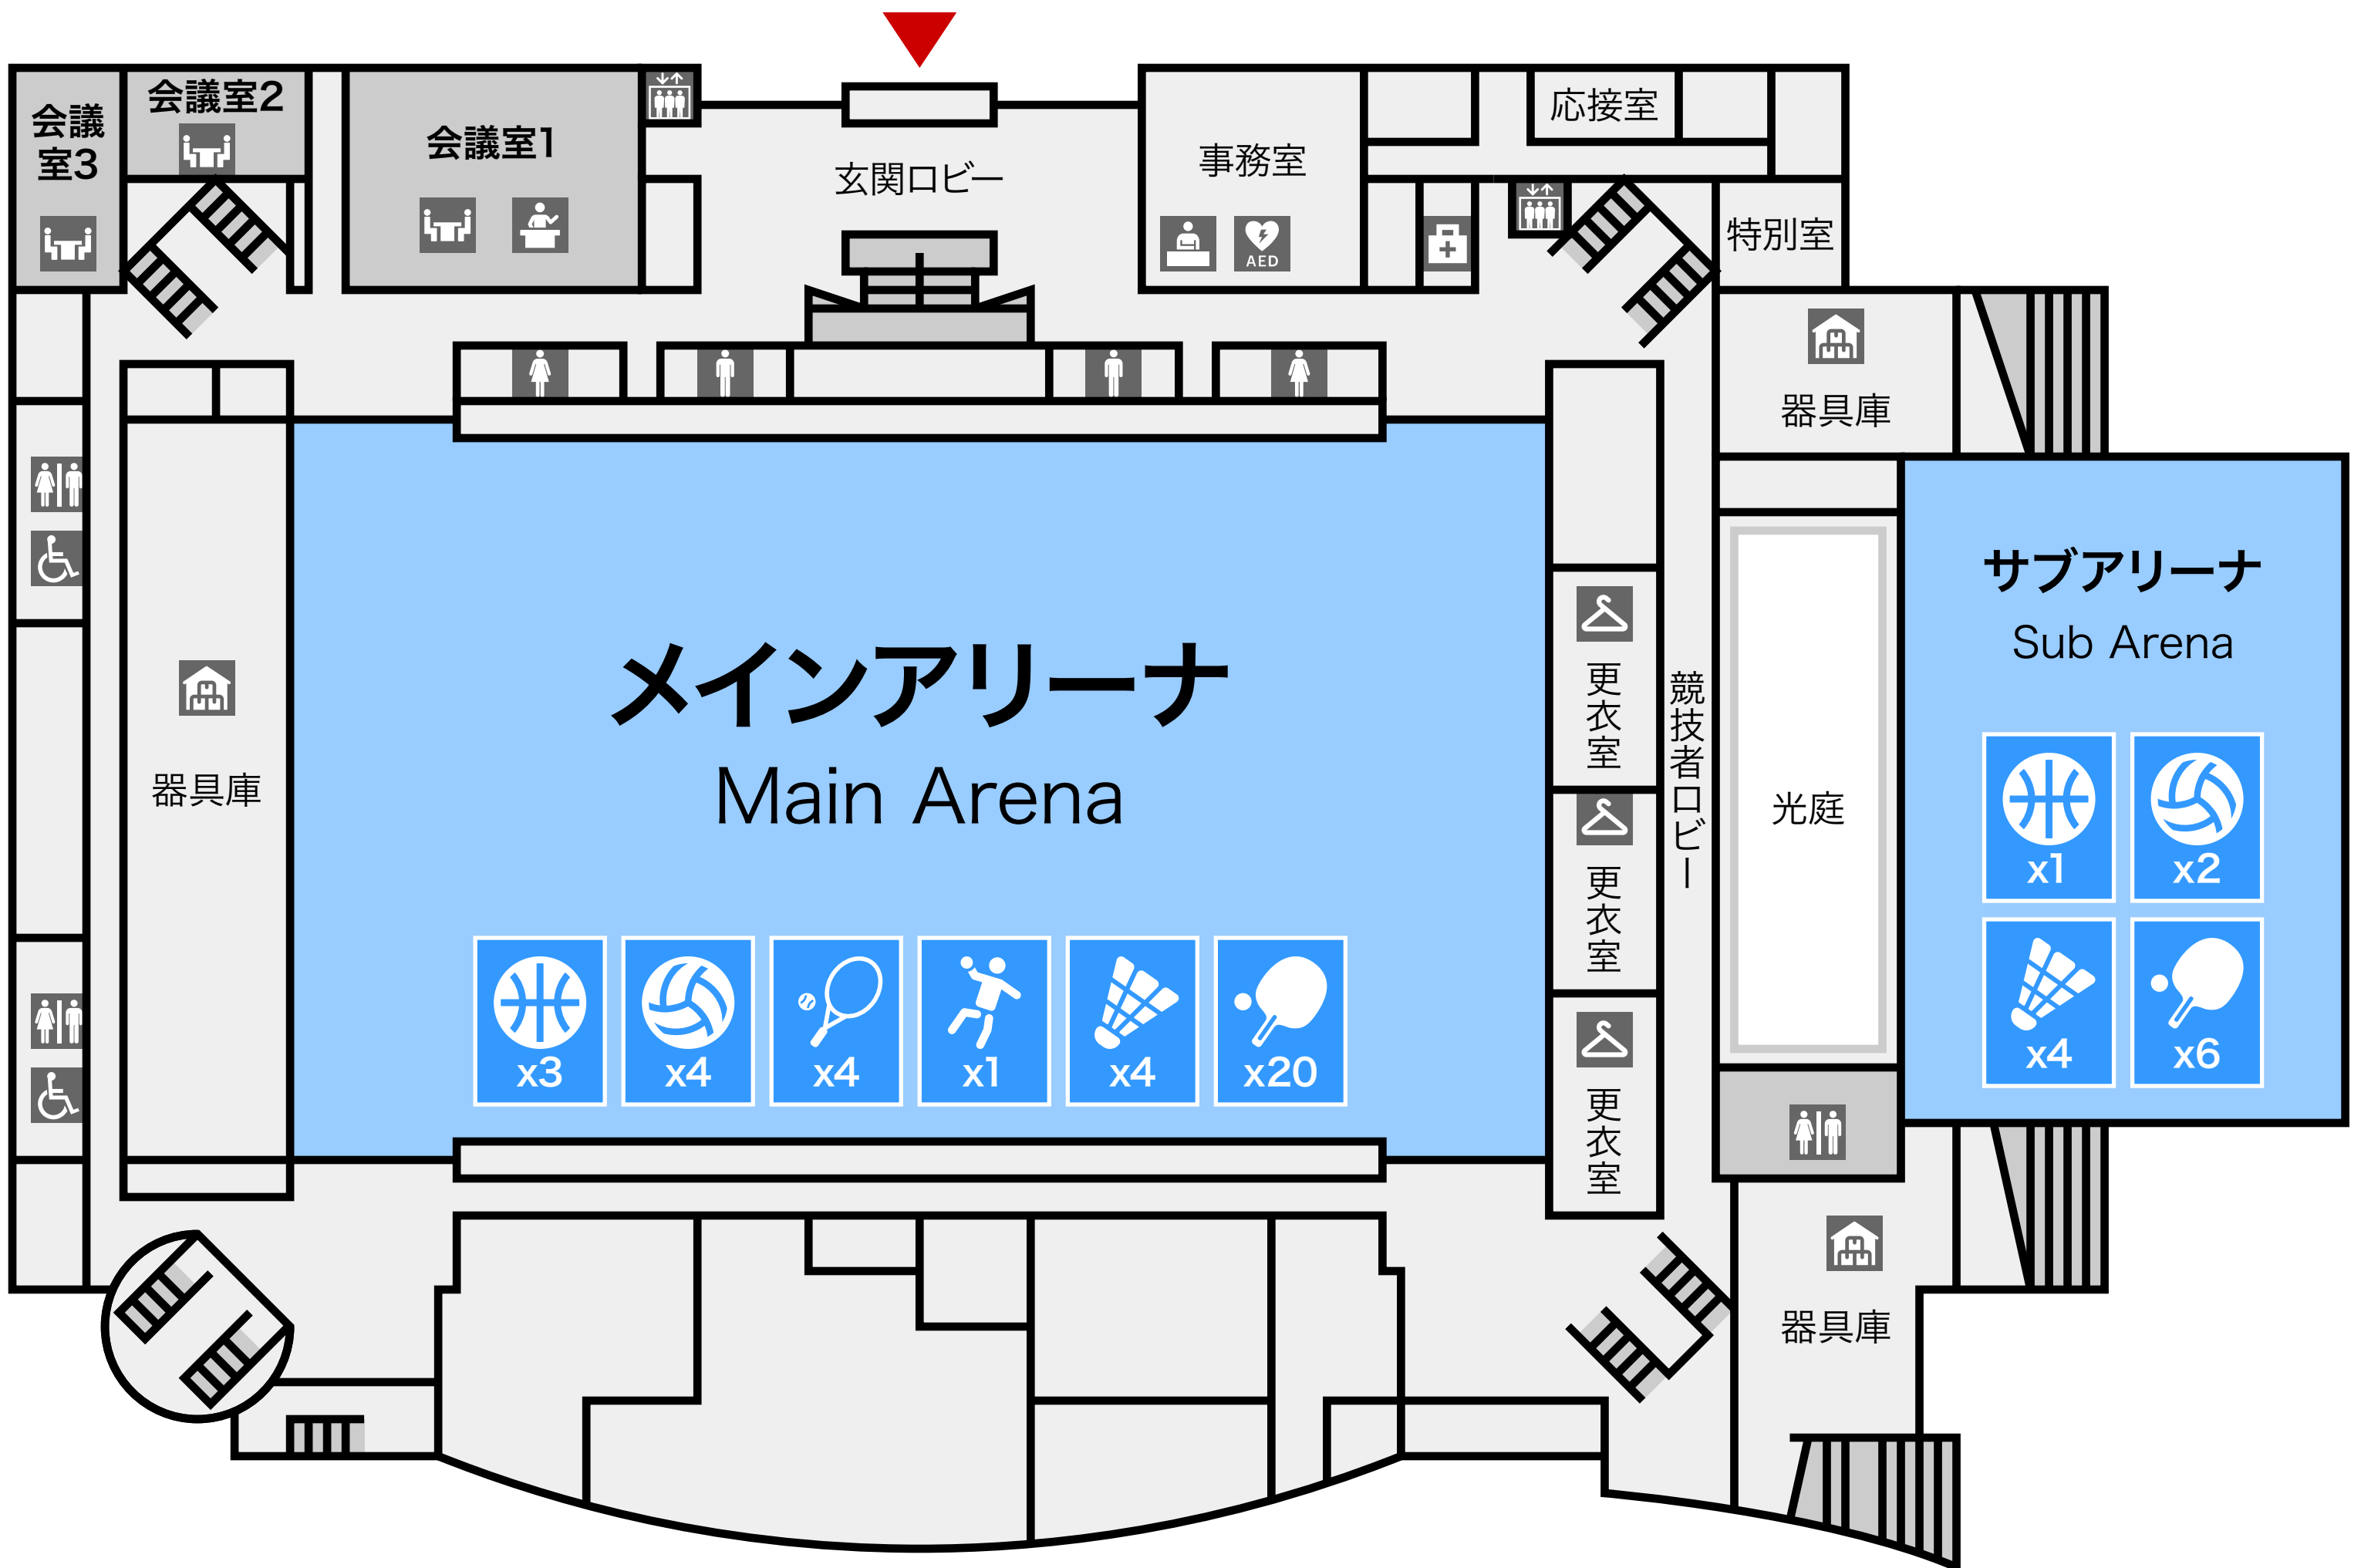 会議
室3
会議室2
会議室1
玄関ロビー
事務室
AED
応接室
特別室
器具庫
器具庫
メインアリーナ
Main Arena
x3
x4
x4
x1
x4
x20
更衣室
更衣室
更衣室
競技者ロビー
光庭
サブアリーナ
Sub Arena
x1
x2
x4
x6
器具庫